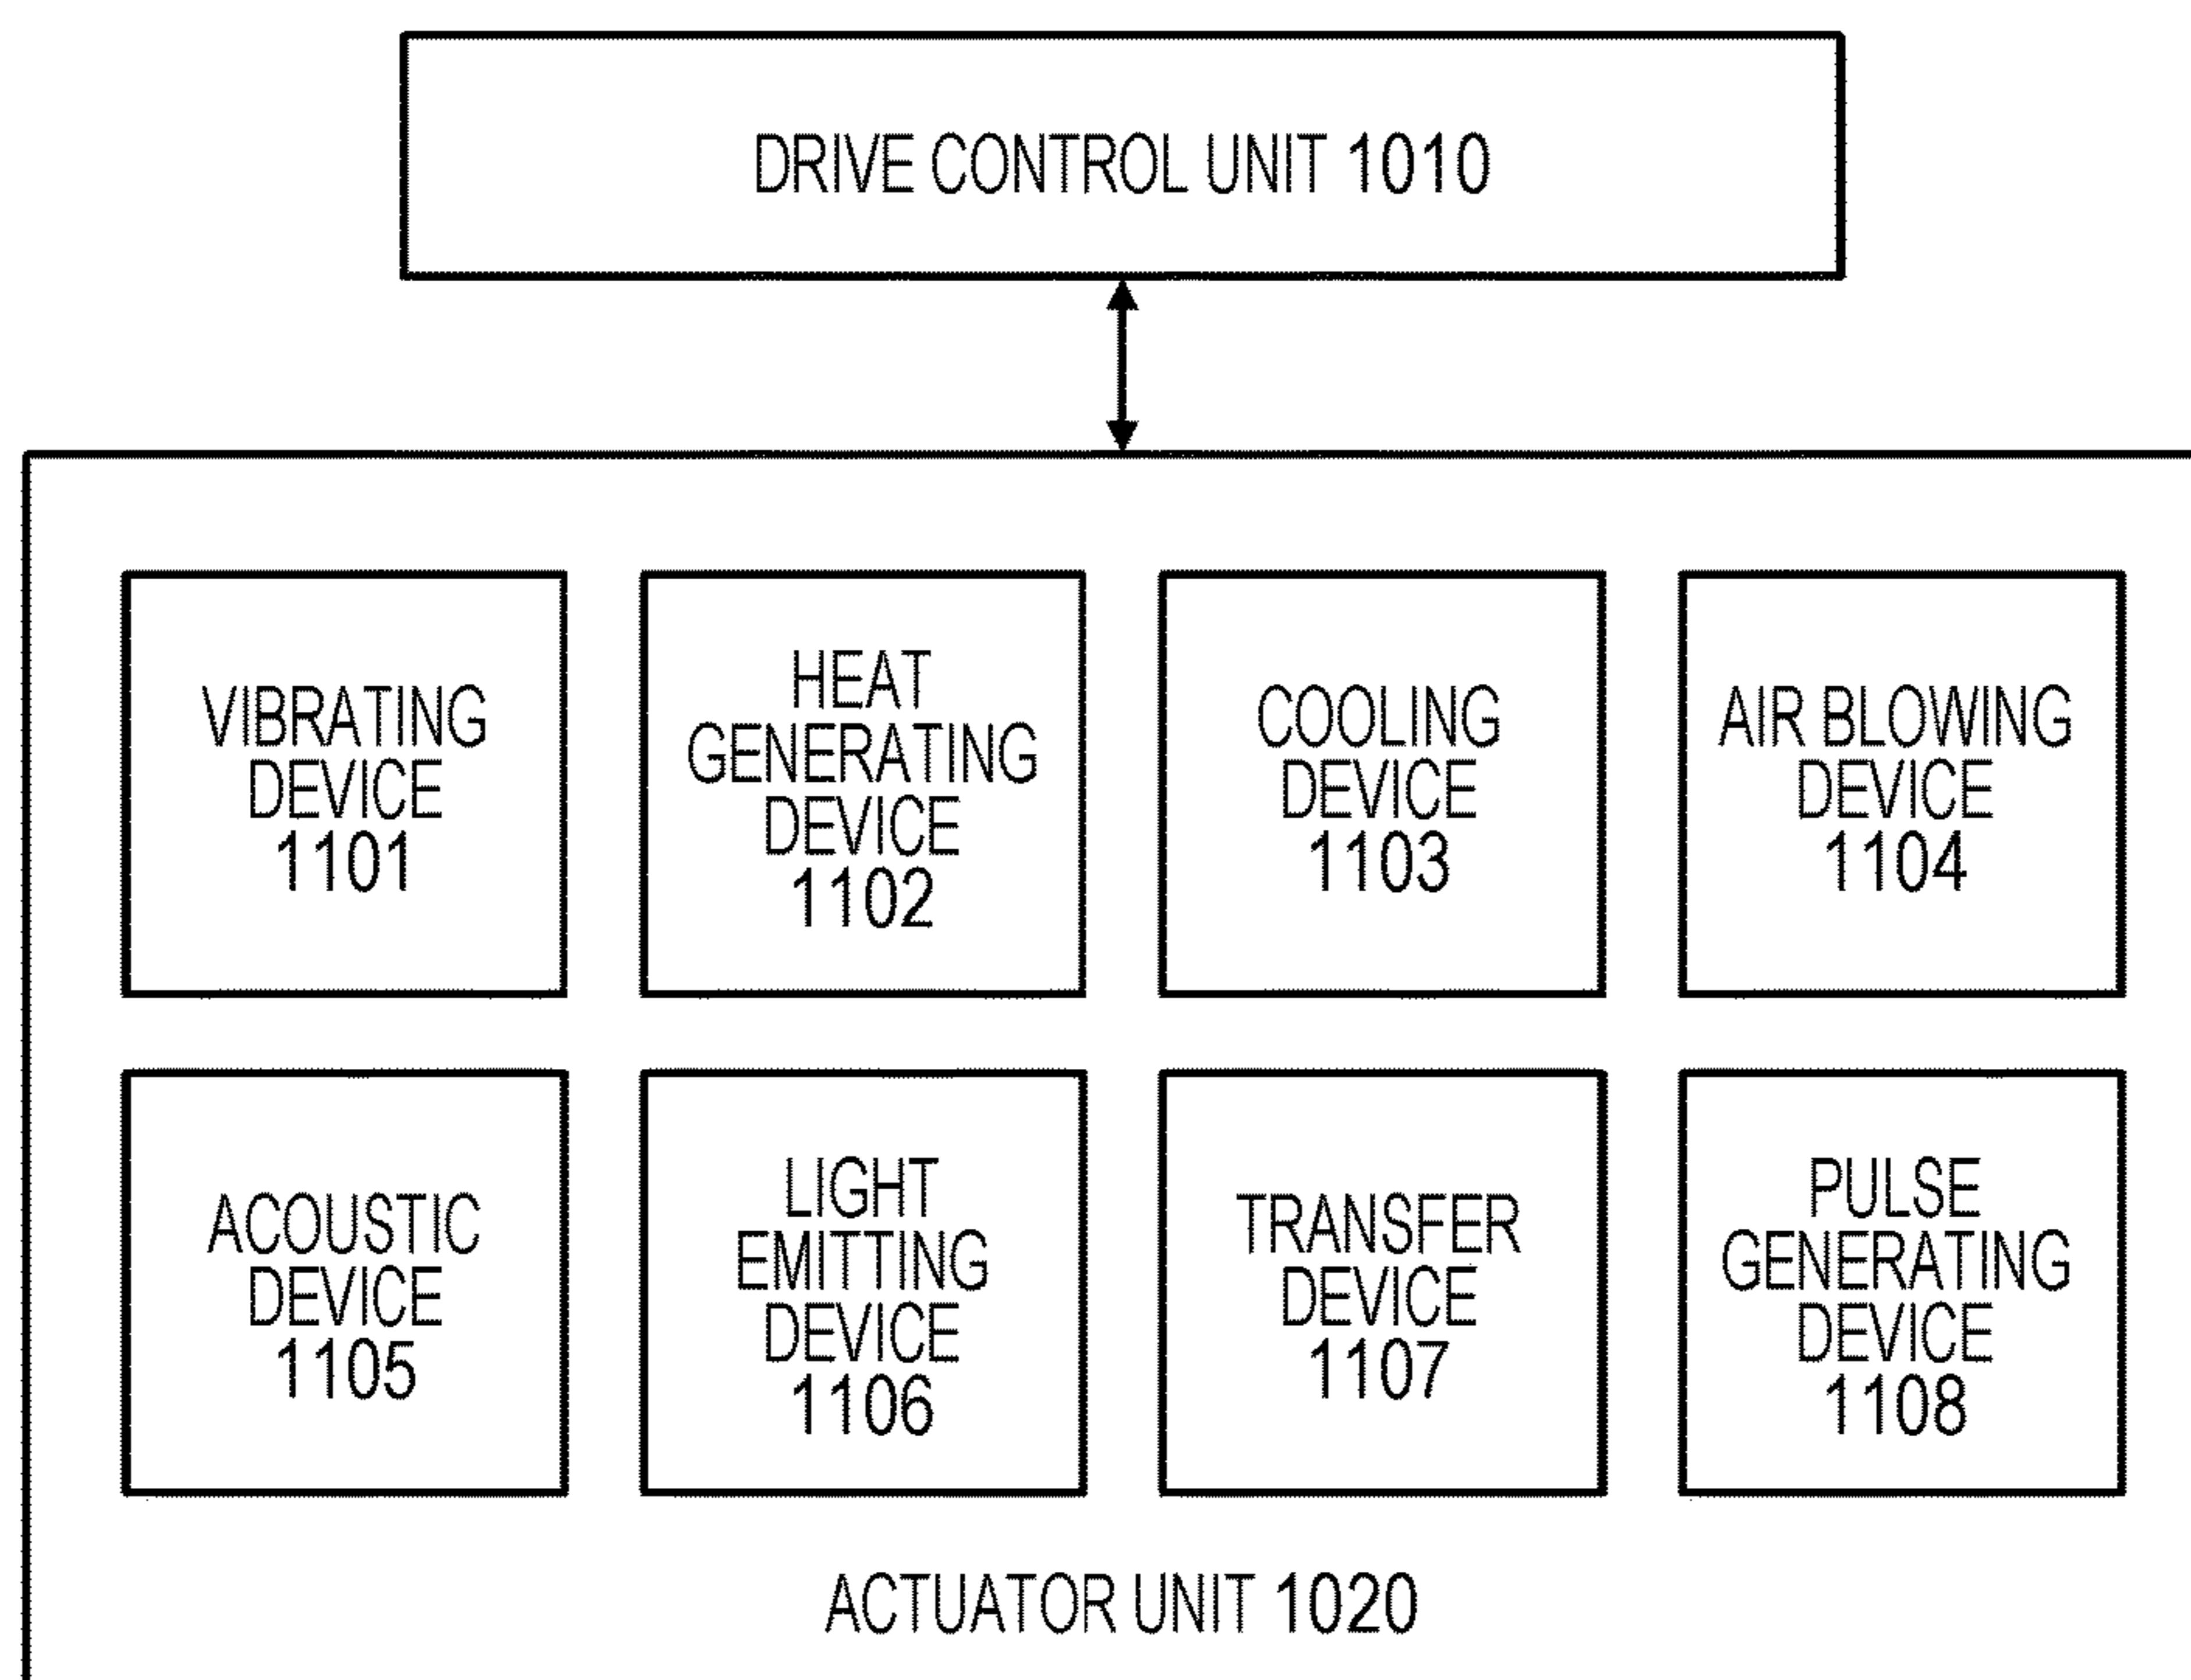 DRIVE CONTROL UNIT 1010
VIBRATING
DEVICE
1101
HEAT
GENERATING
DEVICE
1102
COOLING
DEVICE
1103
AIR BLOWING
DEVICE
1104
ACOUSTIC
DEVICE
1105
LIGHT
EMITTING
DEVICE
1106
TRANSFER
DEVICE
1107
PULSE
GENERATING
DEVICE
1108
ACTUATOR UNIT 1020